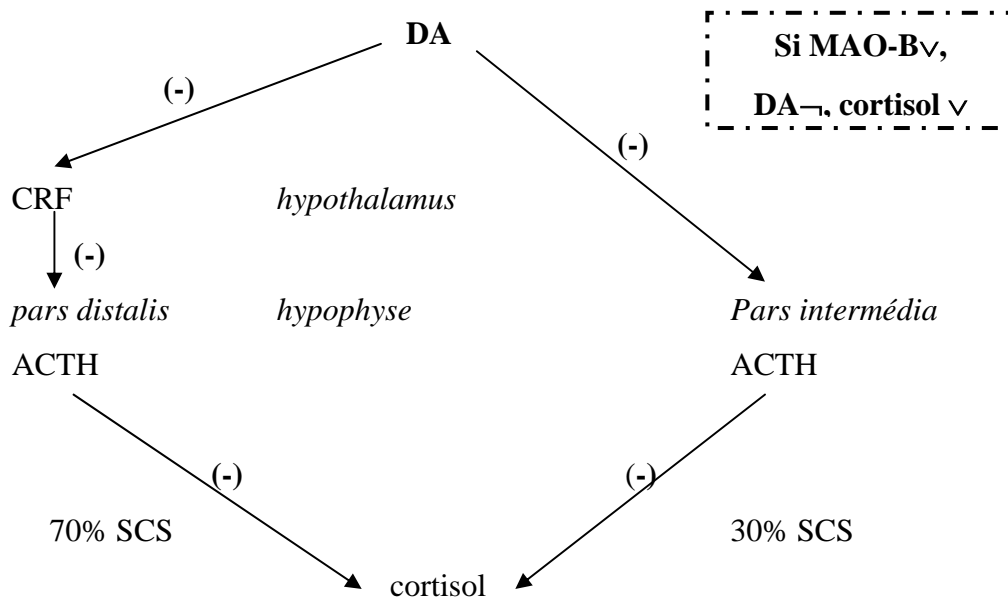 DA
Si MAO-B∨,
DA¬, cortisol ∨
(-)
(-)
CRF hypothalamus
(-)
pars distalis hypophyse Pars intermédia
ACTH ACTH
(-) (-)
70% SCS 30% SCS
cortisol